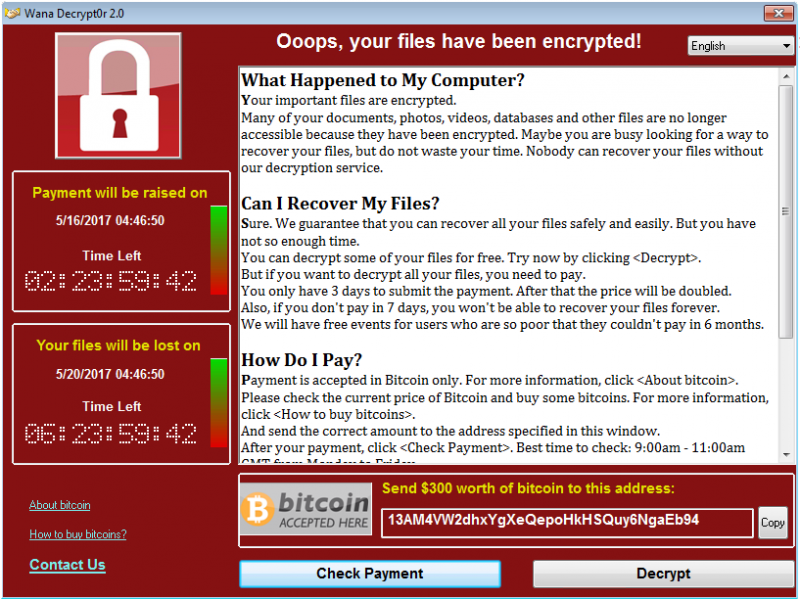 Wana Decrypt0r 2.0
Ooops, your files have been encrypted!
English
Payment will be raised on
5/16/2017 04:46:50
Time Left
02:23:59:42
Your files will be lost on
5/20/2017 04:46:50
Time Left
06:23:59:42
About bitcoin
How to buy bitcoins?
Contact Us
What Happened to My Computer?
Your important files are encrypted.
Many of your documents, photos, videos, databases and other files are no longer
accessible because they have been encrypted. Maybe you are busy looking for a way to
recover your files, but do not waste your time. Nobody can recover your files without
our decryption service.
Can I Recover My Files?
Sure. We guarantee that you can recover all your files safely and easily. But you have
not so enough time.
You can decrypt some of your files for free. Try now by clicking <Decrypt>.
But if you want to decrypt all your files, you need to pay.
You only have 3 days to submit the payment. After that the price will be doubled.
Also, if you don't pay in 7 days, you won't be able to recover your files forever.
We will have free events for users who are so poor that they couldn't pay in 6 months.
How Do I Pay?
Payment is accepted in Bitcoin only. For more information, click <About bitcoin>.
Please check the current price of Bitcoin and buy some bitcoins. For more information,
click <How to buy bitcoins>.
And send the correct amount to the address specified in this window.
After your payment, click <Check Payment>. Best time to check: 9:00am - 11:00am
GMT from Monday to Friday
bitcoin
ACCEPTED HERE
Send $300 worth of bitcoin to this address:
13AM4VW2dhxYgXeQepoHkHSQuy6NgaEb94
Copy
Check Payment
Decrypt